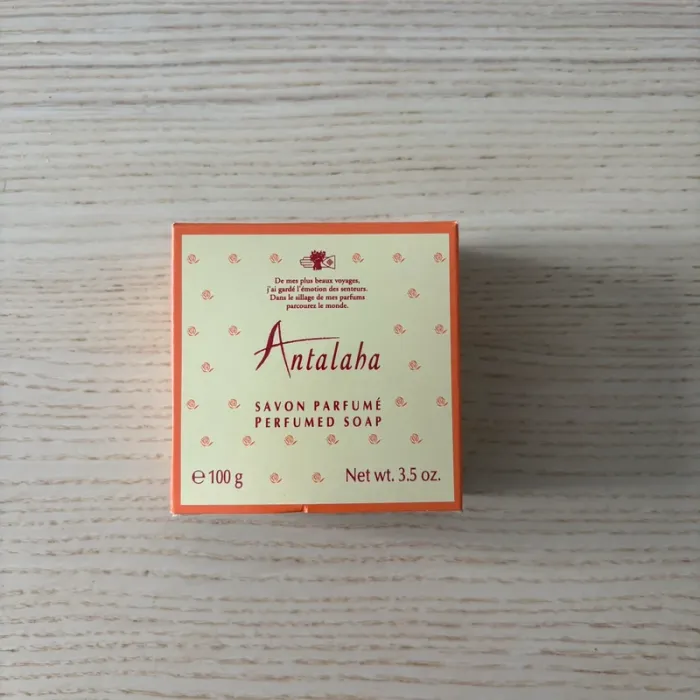 De mes plus beaux voyages,
j'ai gardé l'émotion des senteurs.
Dans le sillage de mes parfums
parcourez le monde.
Antalaha
SAVON PARFUMÉ
PERFUMED SOAP
℮ 100 g
Net wt. 3.5 oz.